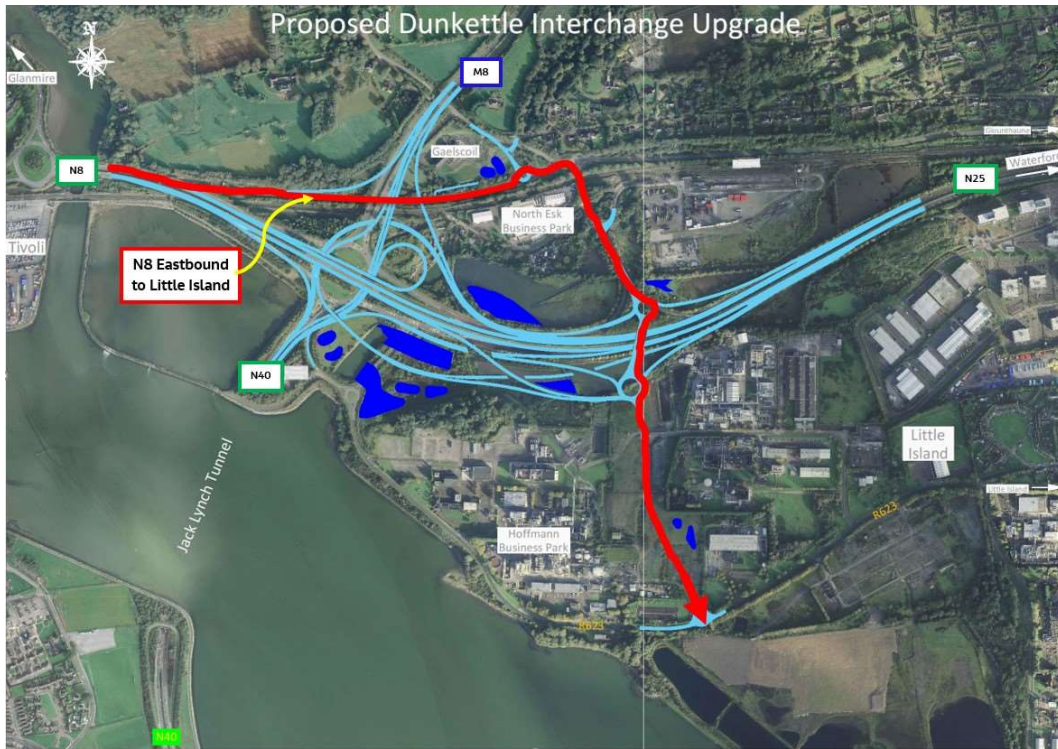 Proposed Dunkettle Interchange Upgrade
N
Glanmire
M8
Gaelscoil
Glounthaune
Waterford
N8
N25
North Esk
Business Park
Tivoli
N8 Eastbound
to Little Island
N40
Jack Lynch Tunnel
Little
Island
Little Island
R623
Hoffmann
Business Park
R623
N40